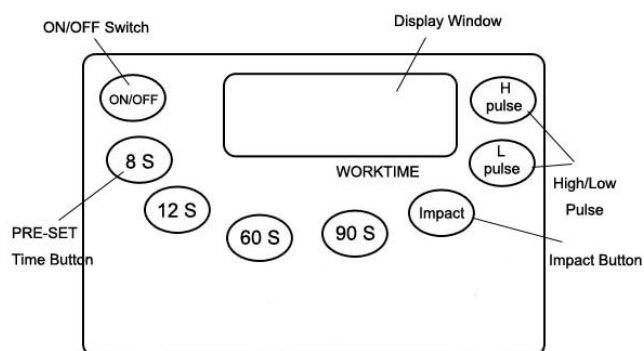 ON/OFF Switch
Display Window
ON/OFF
H
pulse
8 S
L
pulse
WORKTIME
High/Low
Pulse
12 S
Impact
PRE-SET
Time Button
60 S
90 S
Impact Button